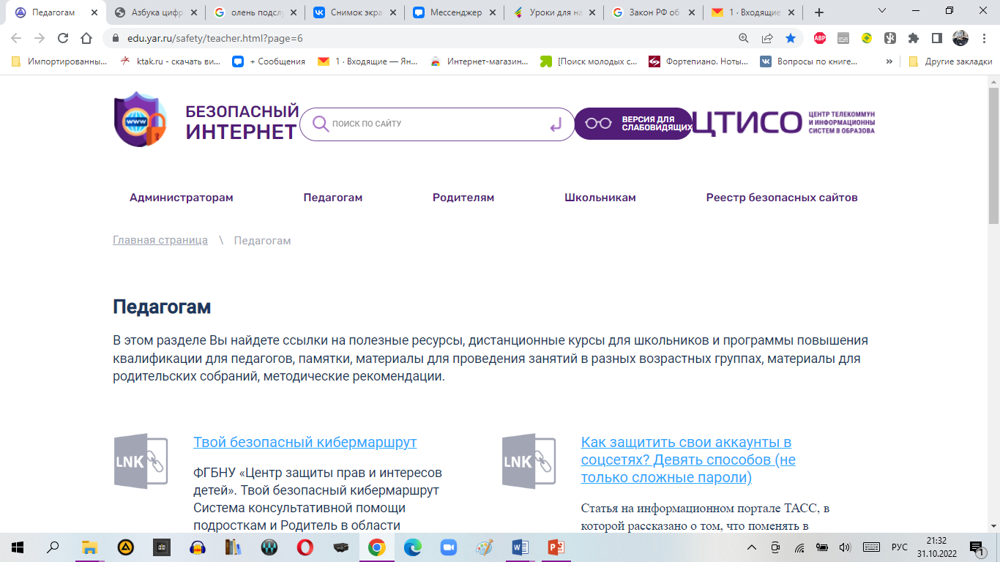 Педагогам
Азбука цифр
олень подслу
Снимок экра
Мессенджер
Уроки для на
Закон РФ об
1 · Входящие
edu.yar.ru/safety/teacher.html?page=6
ABP
Импортированны...
ktak.ru - скачать ви...
+ Сообщения
1 · Входящие — Ян...
Интернет-магазин...
[Поиск молодых с...
Фортепиано. Ноты...
Вопросы по книге...
»
Другие закладки
www
БЕЗОПАСНЫЙ
ИНТЕРНЕТ
ПОИСК ПО САЙТУ
ВЕРСИЯ ДЛЯ
СЛАБОВИДЯЩИХ
ЦТИСО
ЦЕНТР ТЕЛЕКОММУН
И ИНФОРМАЦИОННЫ
СИСТЕМ В ОБРАЗОВА
Администраторам
Педагогам
Родителям
Школьникам
Реестр безопасных сайтов
Главная страница \ Педагогам
Педагогам
В этом разделе Вы найдете ссылки на полезные ресурсы, дистанционные курсы для школьников и программы повышения
квалификации для педагогов, памятки, материалы для проведения занятий в разных возрастных группах, материалы для
родительских собраний, методические рекомендации.
LNK
Твой безопасный кибермаршрут
ФГБНУ «Центр защиты прав и интересов
детей». Твой безопасный кибермаршрут
Система консультативной помощи
подросткам и Родитель в области
LNK
Как защитить свои аккаунты в
соцсетях? Девять способов (не
только сложные пароли)
Статья на информационном портале ТАСС, в
которой рассказано о том, что поменять в
РУС
21:32
31.10.2022
1